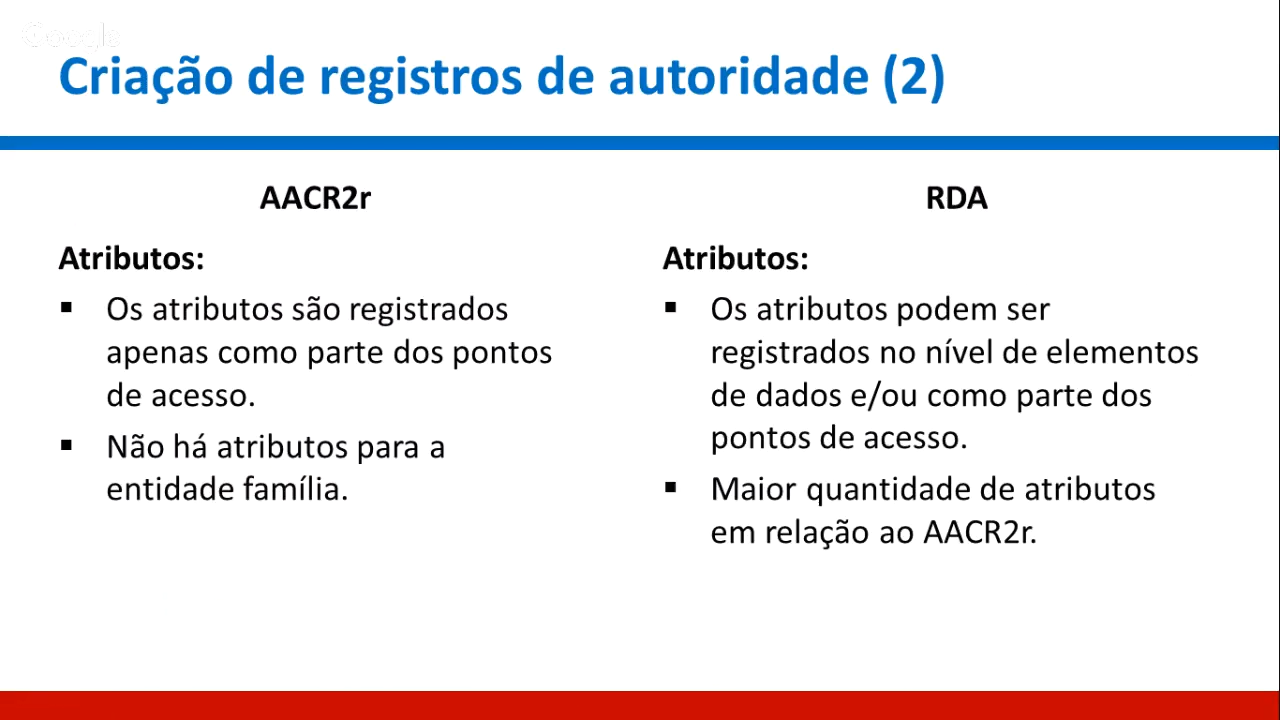 Google
Criação de registros de autoridade (2)
AACR2r
Atributos:
▪ Os atributos são registrados
apenas como parte dos pontos
de acesso.
▪ Não há atributos para a
entidade família.
RDA
Atributos:
▪ Os atributos podem ser
registrados no nível de elementos
de dados e/ou como parte dos
pontos de acesso.
▪ Maior quantidade de atributos
em relação ao AACR2r.